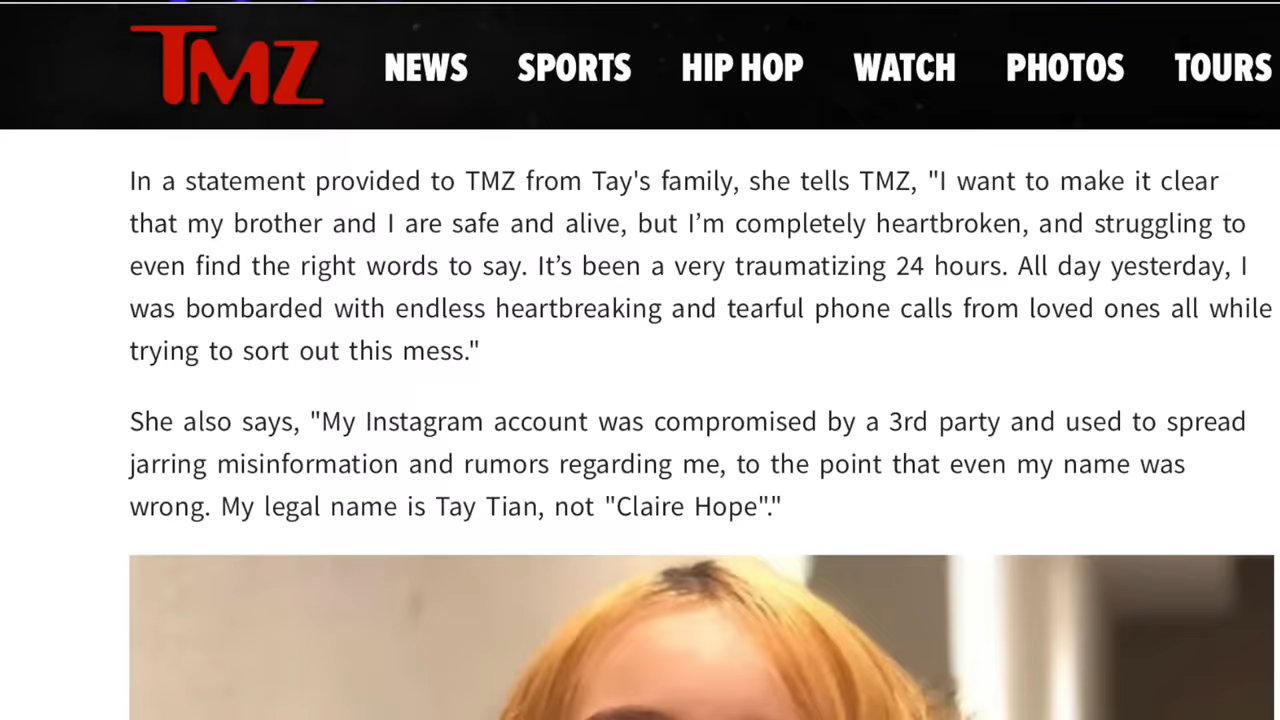 TMZ NEWS SPORTS HIP HOP WATCH PHOTOS TOURS
In a statement provided to TMZ from Tay's family, she tells TMZ, "I want to make it clear
that my brother and I are safe and alive, but I’m completely heartbroken, and struggling to
even find the right words to say. It’s been a very traumatizing 24 hours. All day yesterday, I
was bombarded with endless heartbreaking and tearful phone calls from loved ones all while
trying to sort out this mess."
She also says, "My Instagram account was compromised by a 3rd party and used to spread
jarring misinformation and rumors regarding me, to the point that even my name was
wrong. My legal name is Tay Tian, not "Claire Hope"."